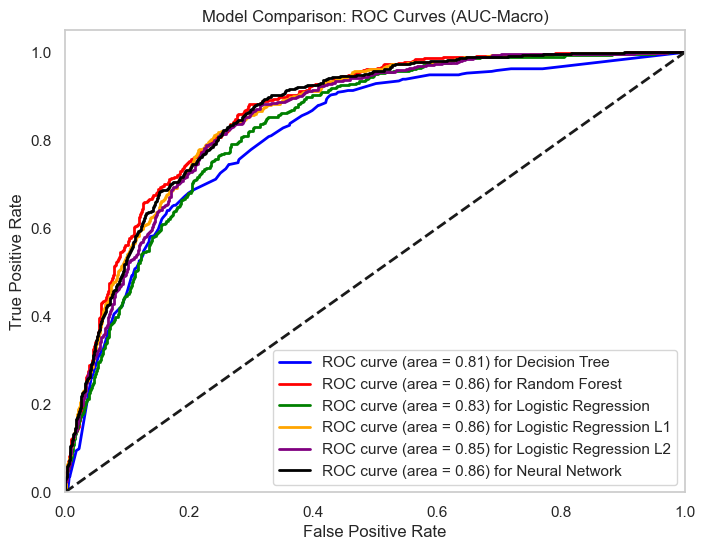 Model Comparison: ROC Curves (AUC-Macro)
True Positive Rate
1.0
0.8
0.6
0.4
0.2
0.0
ROC curve (area = 0.81) for Decision Tree
ROC curve (area = 0.86) for Random Forest
ROC curve (area = 0.83) for Logistic Regression
ROC curve (area = 0.86) for Logistic Regression L1
ROC curve (area = 0.85) for Logistic Regression L2
ROC curve (area = 0.86) for Neural Network
0.0 0.2 0.4 0.6 0.8 1.0
False Positive Rate